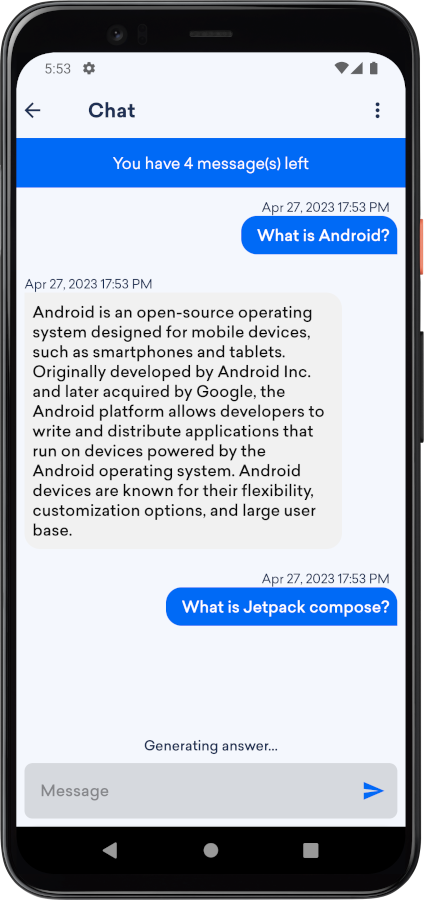 5:53
Chat
You have 4 message(s) left
Apr 27, 2023 17:53 PM
What is Android?
Apr 27, 2023 17:53 PM
Android is an open-source operating
system designed for mobile devices,
such as smartphones and tablets.
Originally developed by Android Inc.
and later acquired by Google, the
Android platform allows developers to
write and distribute applications that
run on devices powered by the
Android operating system. Android
devices are known for their flexibility,
customization options, and large user
base.
Apr 27, 2023 17:53 PM
What is Jetpack compose?
Generating answer...
Message